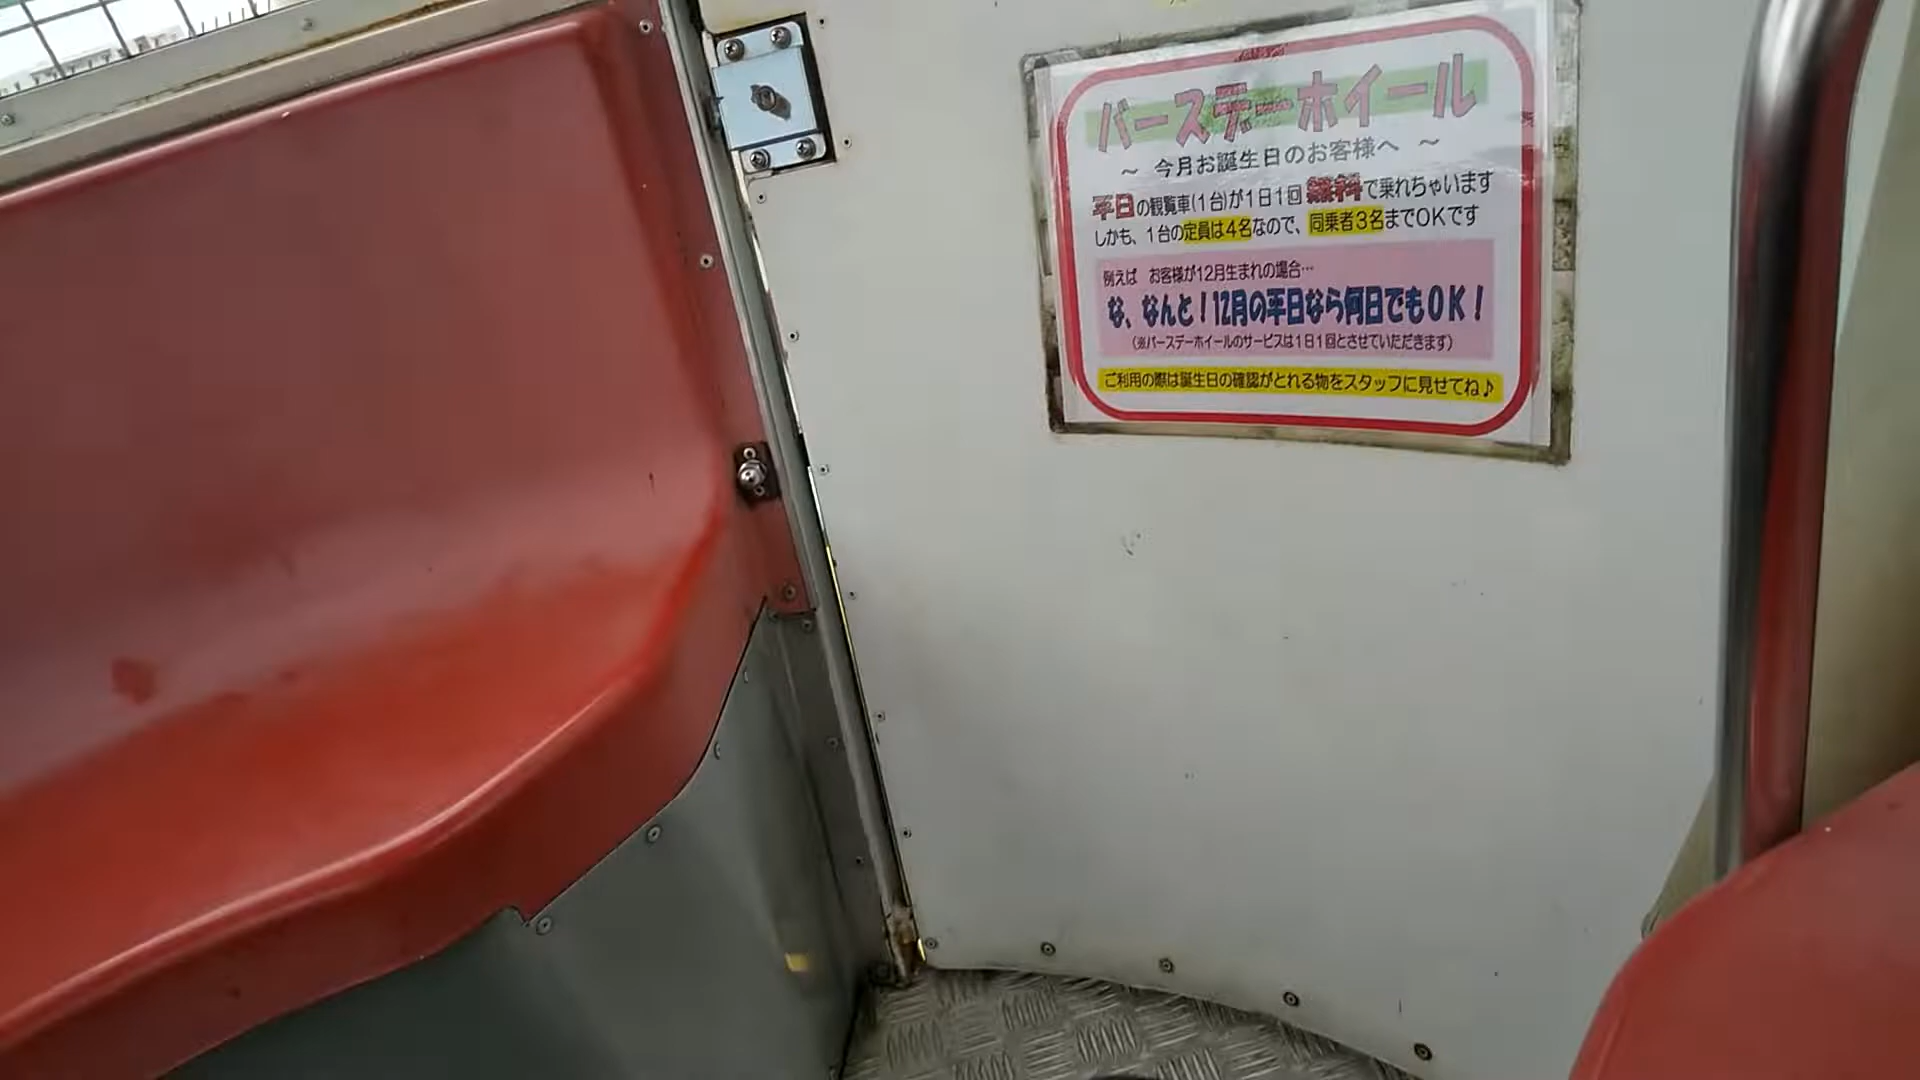 バースデーホイール
～ 今月お誕生日のお客様へ ～
平日の観覧車(1台)が1日1回 無料で乗れちゃいます
しかも、1台の定員は4名なので、同乗者3名までOKです
例えば お客様が12月生まれの場合…
な、なんと！12月の平日なら何日でもOK！
（※バースデーホイールのサービスは1日1回とさせていただきます）
ご利用の際は誕生日の確認がとれる物をスタッフに見せてね♪